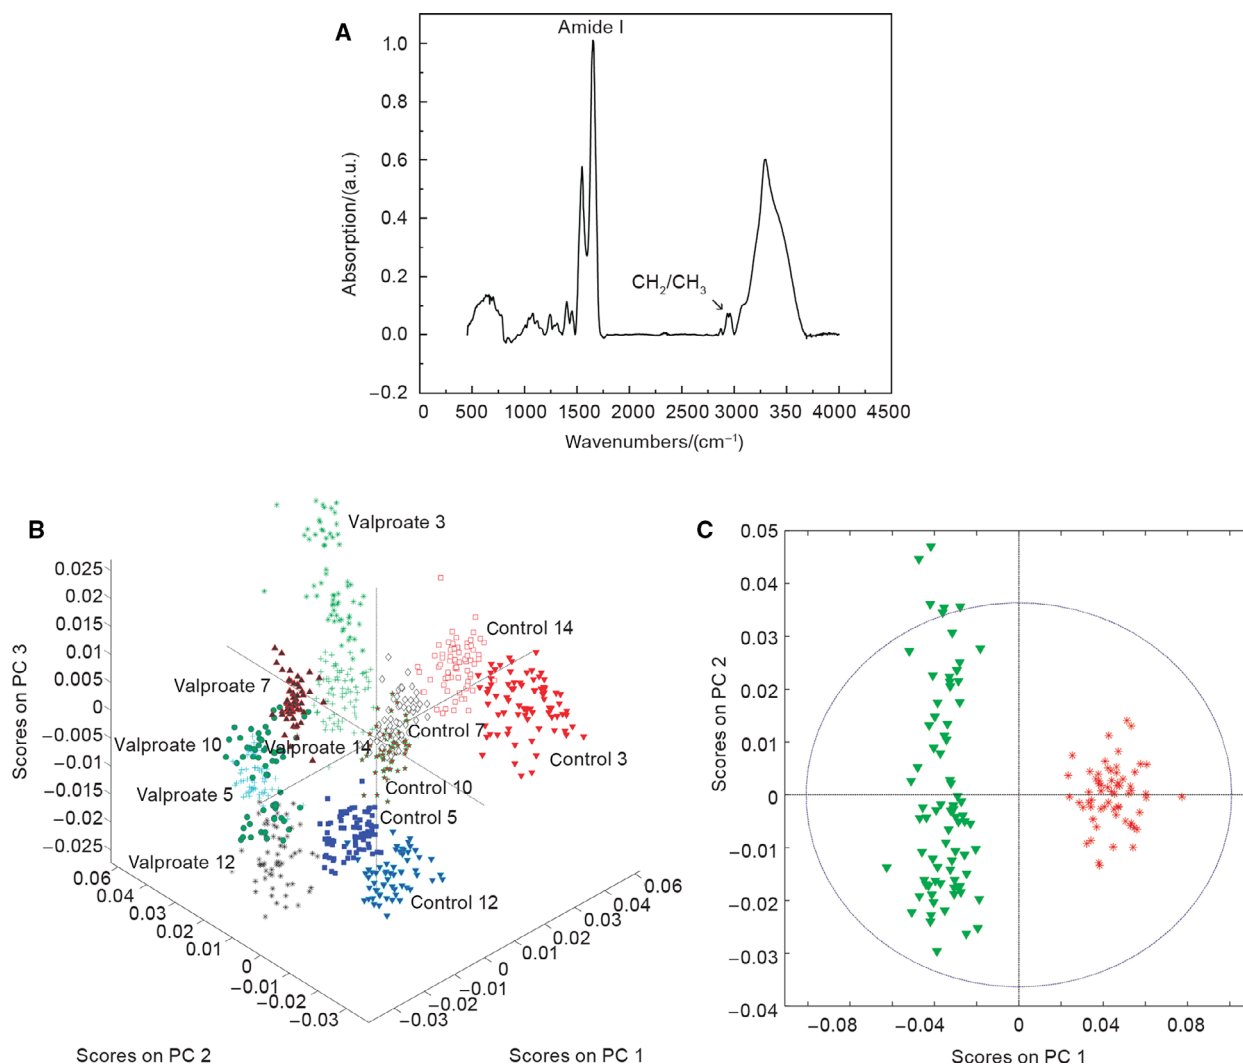 A
Amide I
1.0
0.8
0.6
0.4
0.2
0.0
−0.2
Absorption/(a.u.)
CH₂/CH₃
0 500 1000 1500 2000 2500 3000 3500 4000 4500
Wavenumbers/(cm⁻¹)
B
Valproate 3
Control 14
Valproate 7
Control 7
Valproate 10
Valproate 14
Control 3
Valproate 5
Control 10
Control 5
Valproate 12
Control 12
0.025
0.020
0.015
0.010
0.005
0
−0.005
−0.01
−0.015
−0.02
−0.025
Scores on PC 3
0.06
0.04
0.03
0.02
0.01
0
−0.01
−0.02
−0.03
Scores on PC 2
−0.03
−0.02
−0.01
0
0.01
0.02
0.03
0.04
0.06
Scores on PC 1
C
0.05
0.04
0.03
0.02
0.01
0
−0.01
−0.02
−0.03
−0.04
Scores on PC 2
−0.08 −0.04 0 0.04 0.08
Scores on PC 1